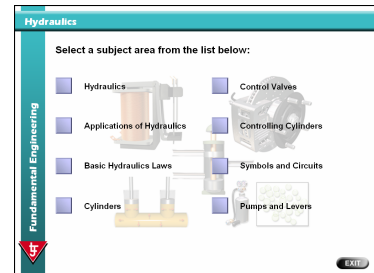 Hydraulics
Select a subject area from the list below:
Hydraulics
Control Valves
Applications of Hydraulics
Controlling Cylinders
Basic Hydraulics Laws
Symbols and Circuits
Cylinders
Pumps and Levers
Fundamental Engineering
EXIT